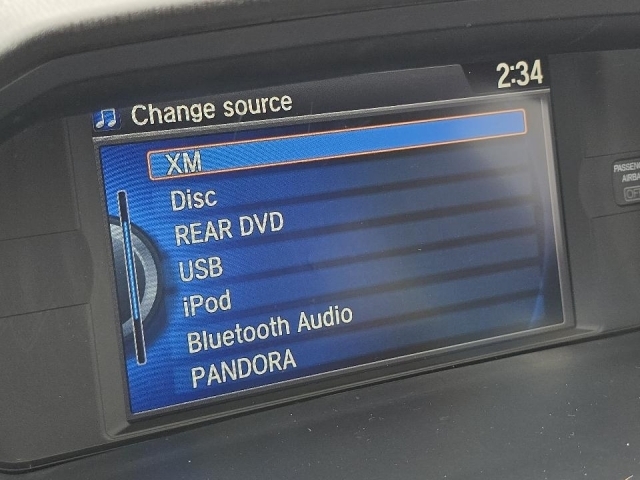 2:34
Change source
XM
Disc
REAR DVD
USB
iPod
Bluetooth Audio
PANDORA